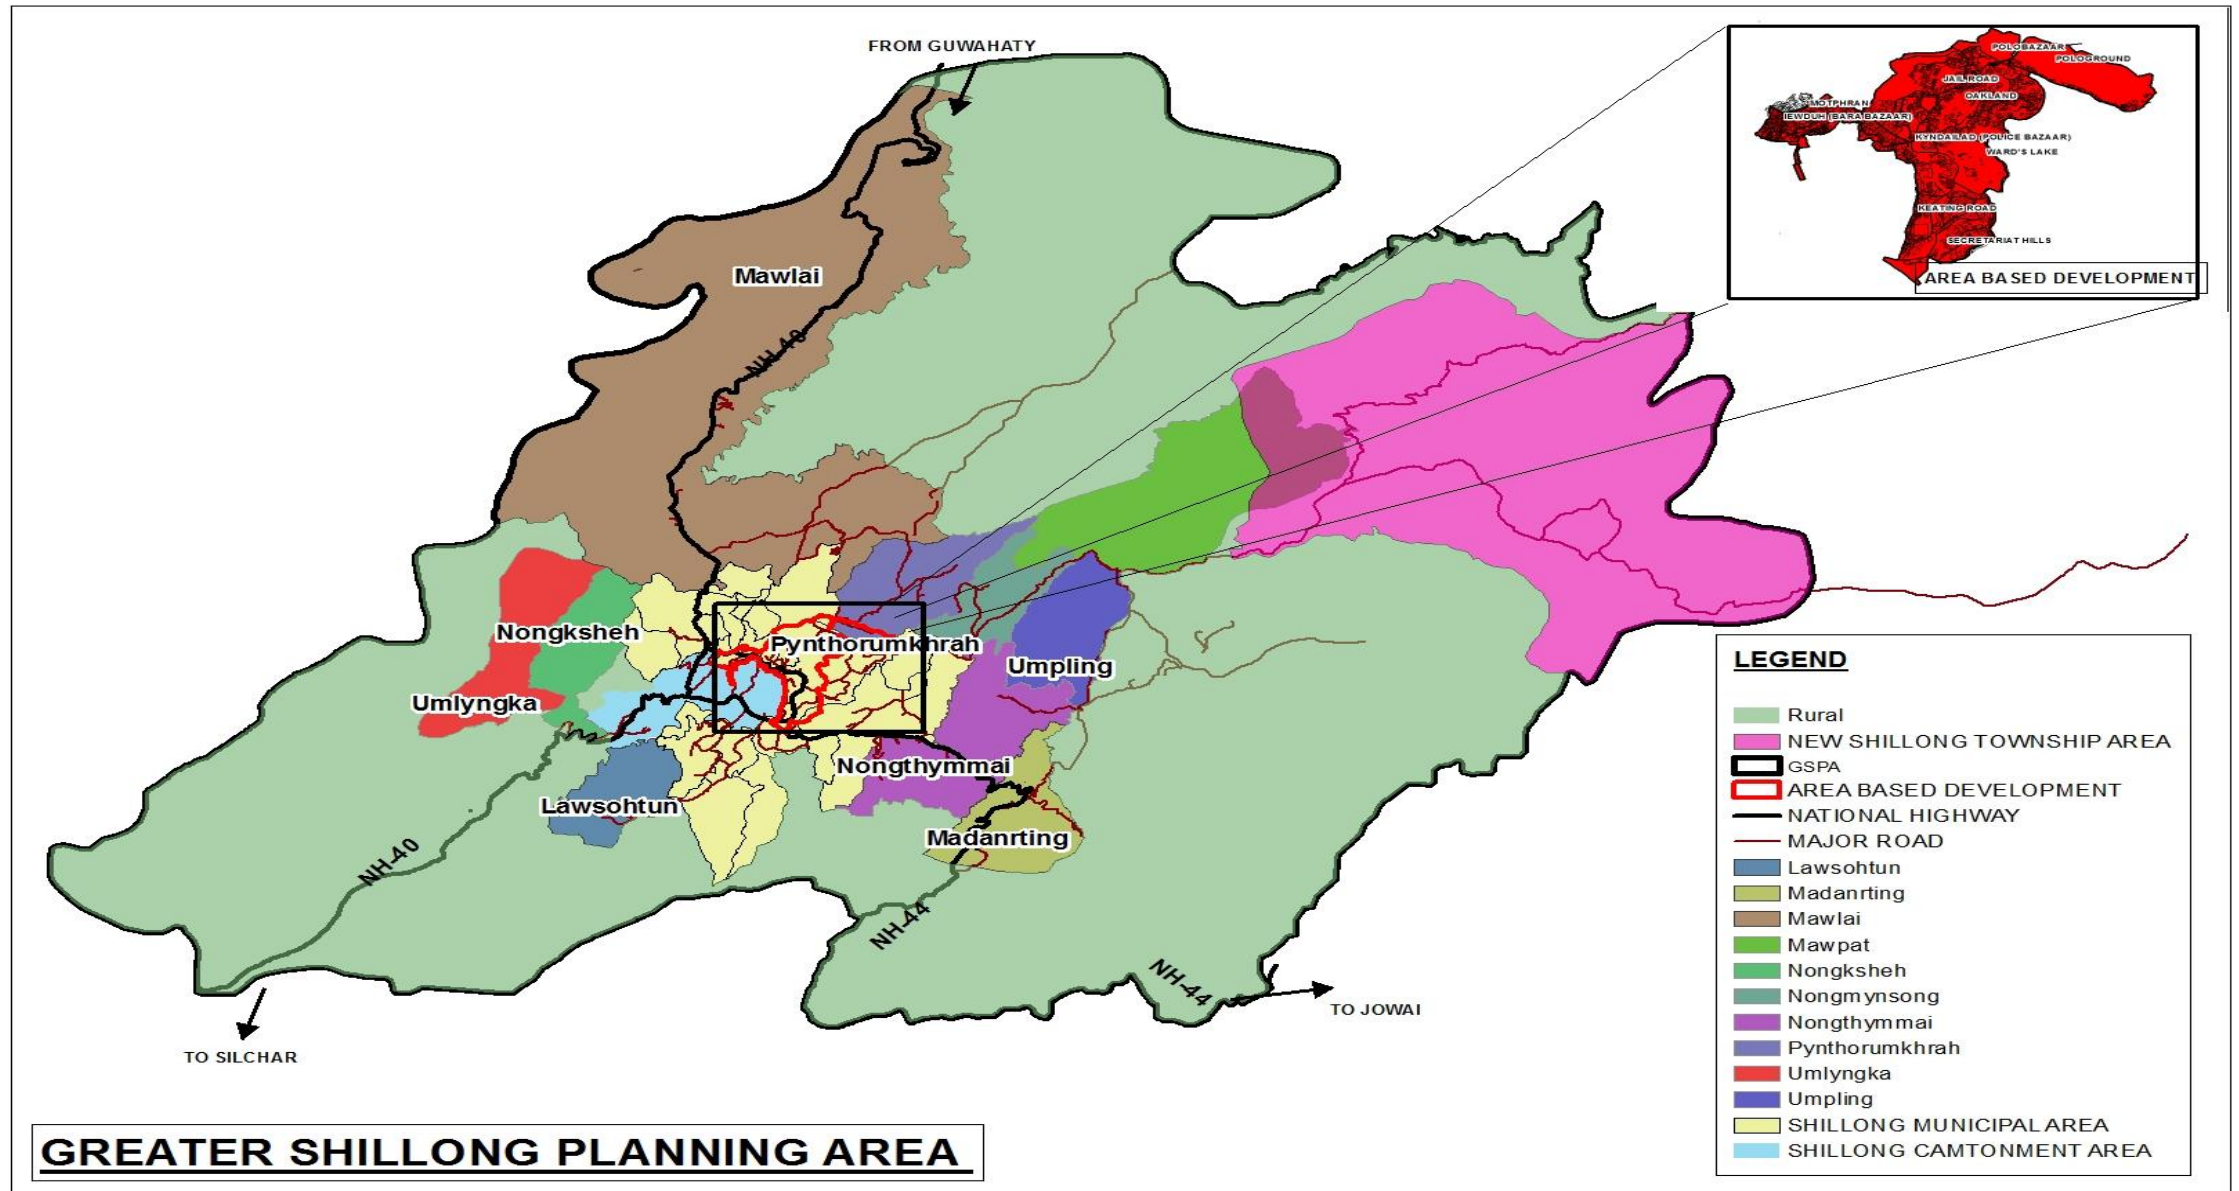 FROM GUWAHATY
POLOBAZAAR
POLOGROUND
JAIL ROAD
OAKLAND
MOTPHRAN
IEWDUH (BARA BAZAAR)
KYNDAILAD (POLICE BAZAAR)
WARD'S LAKE
KEATING ROAD
SECRETARIAT HILLS
AREA BASED DEVELOPMENT
Mawlai
NH-40
Nongksheh
Pynthorumkhrah
Umpling
Umlyngka
Nongthymmai
Lawsohtun
Madanrting
NH-40
NH-44
NH-44
TO JOWAI
TO SILCHAR
LEGEND
Rural
NEW SHILLONG TOWNSHIP AREA
GSPA
AREA BASED DEVELOPMENT
NATIONAL HIGHWAY
MAJOR ROAD
Lawsohtun
Madanrting
Mawlai
Mawpat
Nongksheh
Nongmynsong
Nongthymmai
Pynthorumkhrah
Umlyngka
Umpling
SHILLONG MUNICIPAL AREA
SHILLONG CAMTONMENT AREA
GREATER SHILLONG PLANNING AREA